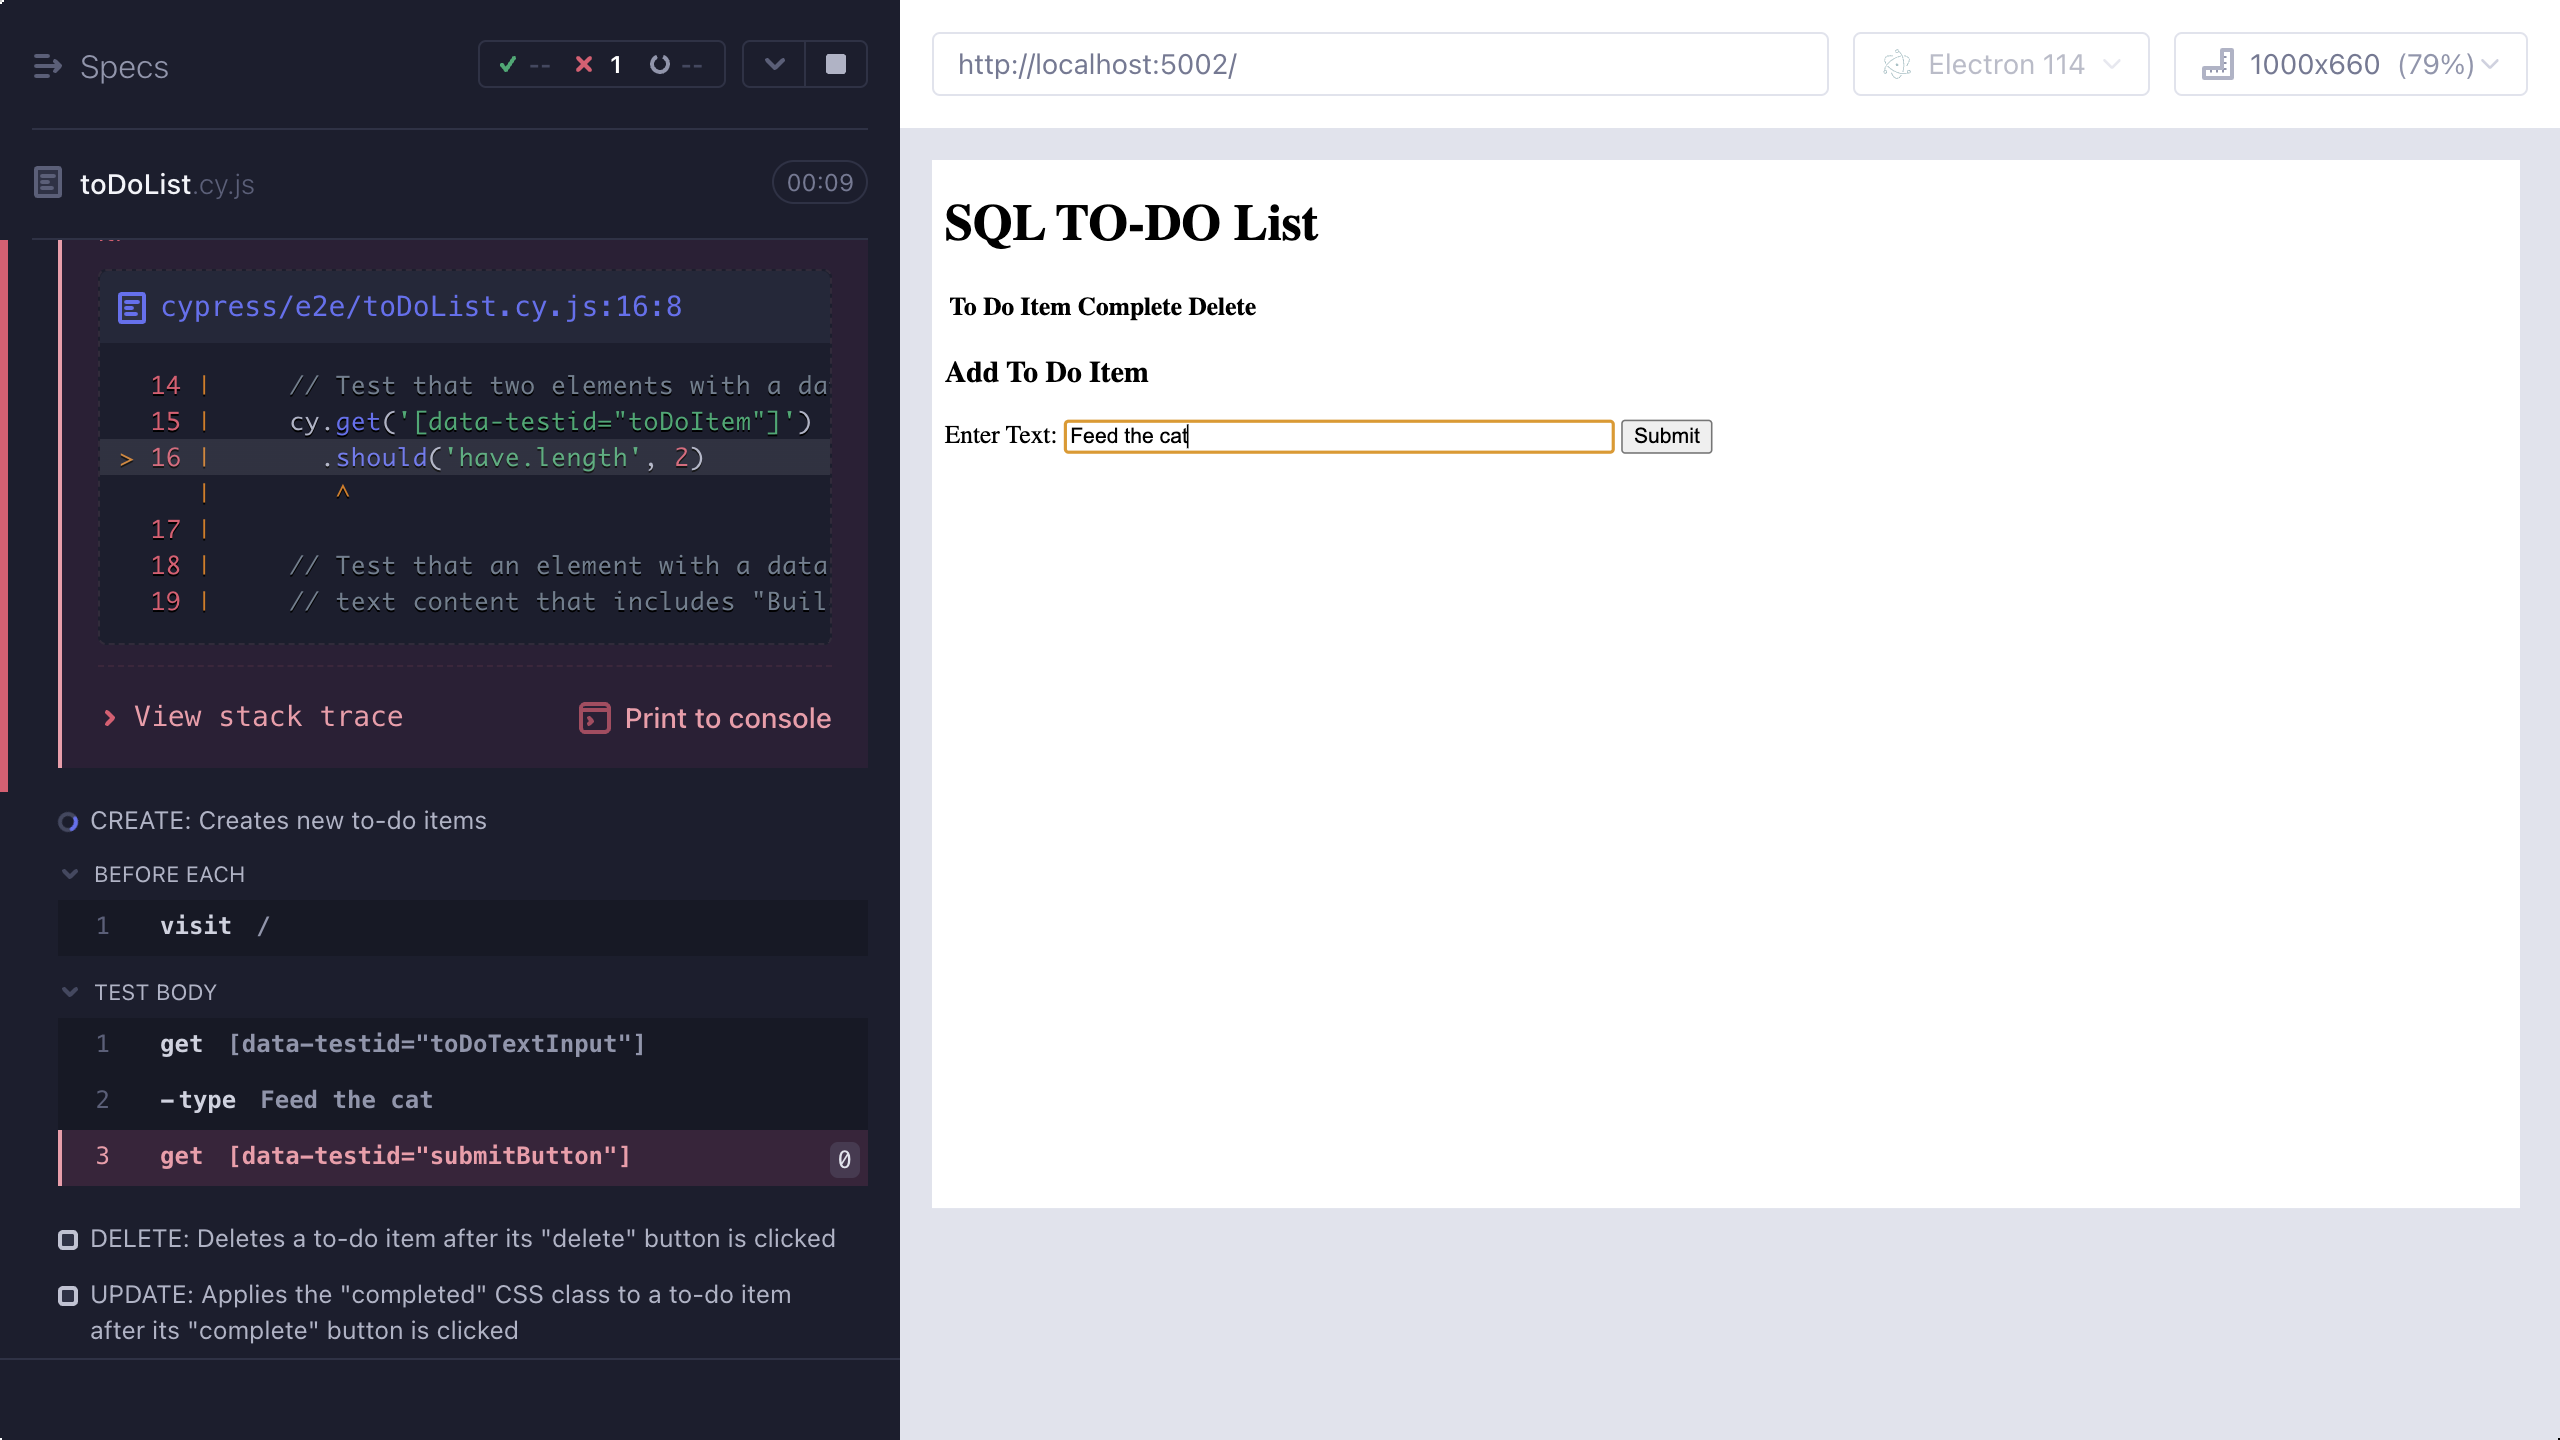 Specs
-- 1 --
toDoList.cy.js
00:09
cypress/e2e/toDoList.cy.js:16:8
14 | // Test that two elements with a da
15 | cy.get('[data-testid="toDoItem"]')
> 16 | .should('have.length', 2)
| ^
17 |
18 | // Test that an element with a data
19 | // text content that includes "Buil
View stack trace
Print to console
CREATE: Creates new to-do items
BEFORE EACH
1 visit /
TEST BODY
1 get [data-testid="toDoTextInput"]
2 -type Feed the cat
3 get [data-testid="submitButton"] 0
DELETE: Deletes a to-do item after its "delete" button is clicked
UPDATE: Applies the "completed" CSS class to a to-do item
after its "complete" button is clicked
http://localhost:5002/
Electron 114
1000x660 (79%)
SQL TO-DO List
To Do Item Complete Delete
Add To Do Item
Enter Text: Feed the cat Submit